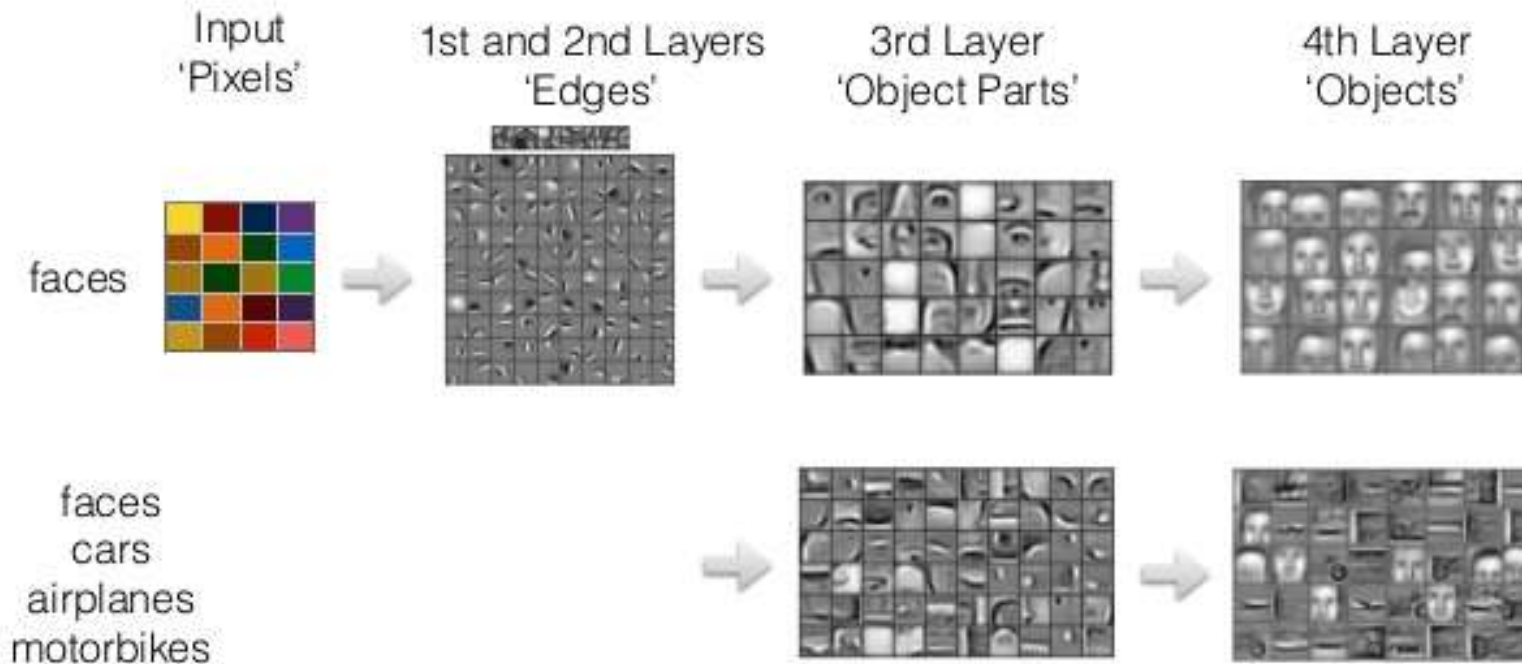 Input
‘Pixels’
1st and 2nd Layers
‘Edges’
3rd Layer
‘Object Parts’
4th Layer
‘Objects’
faces
faces
cars
airplanes
motorbikes